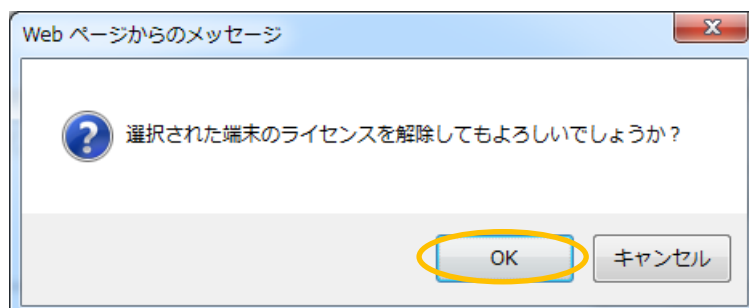 Web ページからのメッセージ
選択された端末のライセンスを解除してもよろしいでしょうか？
OK
キャンセル